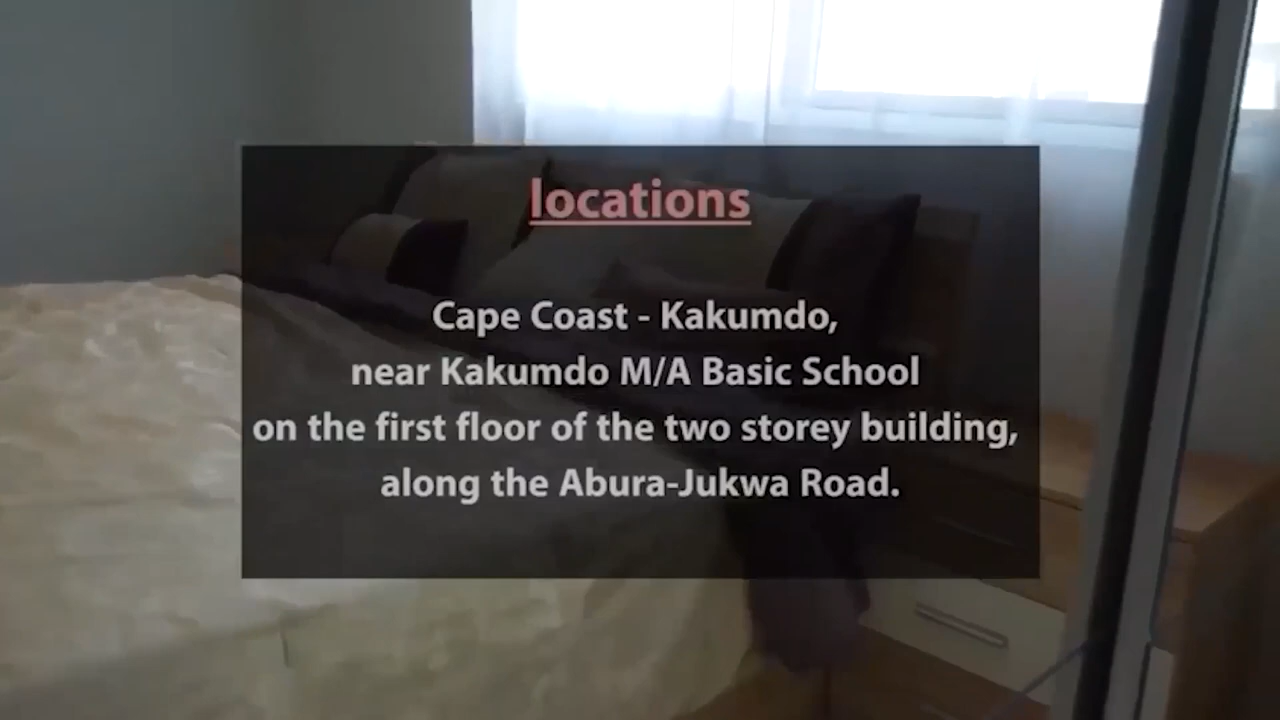 locations
Cape Coast - Kakumdo,
near Kakumdo M/A Basic School
on the first floor of the two storey building,
along the Abura-Jukwa Road.